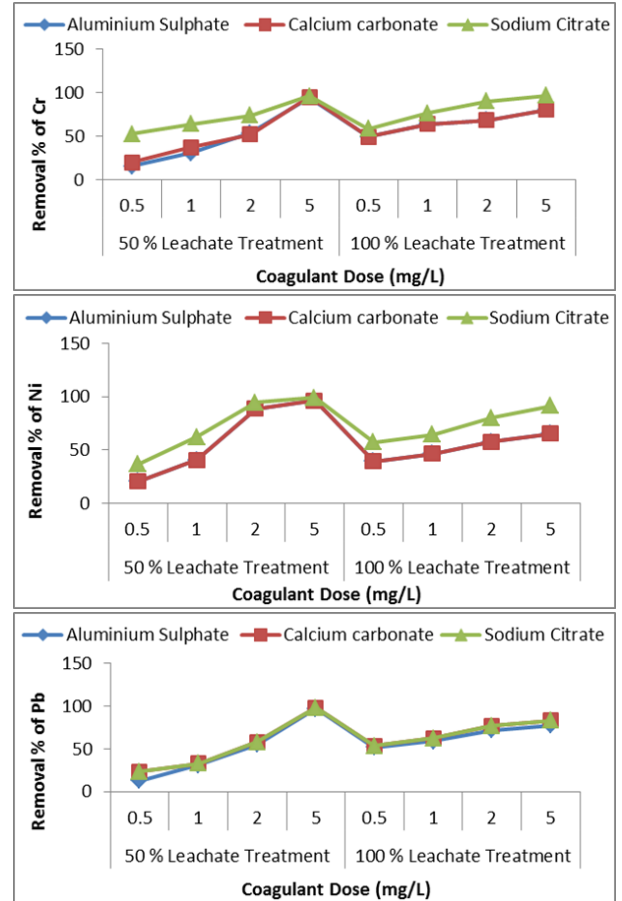 Aluminium Sulphate Calcium carbonate Sodium Citrate
150
100
50
0
Removal % of Cr
0.5 1 2 5 0.5 1 2 5
50 % Leachate Treatment 100 % Leachate Treatment
Coagulant Dose (mg/L)
Aluminium Sulphate Calcium carbonate Sodium Citrate
150
100
50
0
Removal % of Ni
0.5 1 2 5 0.5 1 2 5
50 % Leachate Treatment 100 % Leachate Treatment
Coagulant Dose (mg/L)
Aluminium Sulphate Calcium carbonate Sodium Citrate
150
100
50
0
Removal % of Pb
0.5 1 2 5 0.5 1 2 5
50 % Leachate Treatment 100 % Leachate Treatment
Coagulant Dose (mg/L)